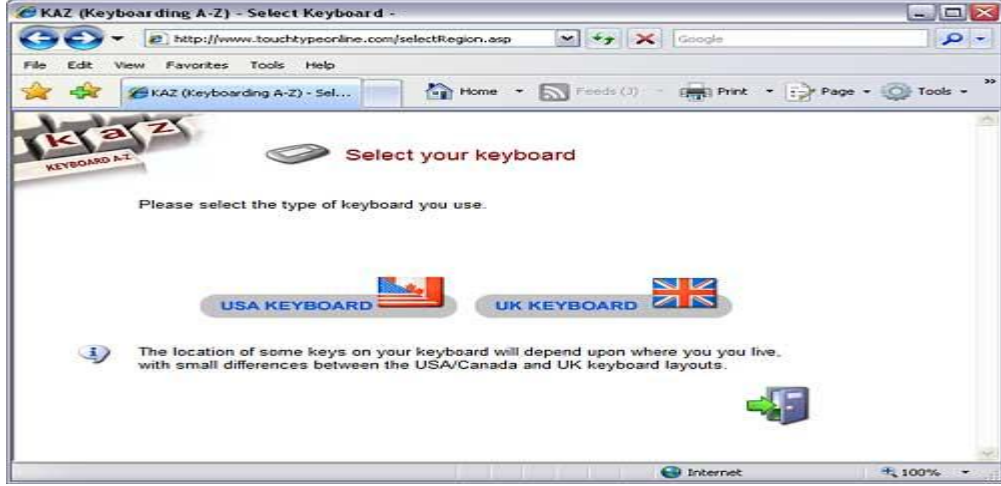 KAZ (Keyboarding A-Z) - Select Keyboard -
http://www.touchtypeonline.com/selectRegion.asp
Google
File Edit View Favorites Tools Help
KAZ (Keyboarding A-Z) - Sel...
Home
Feeds (J)
Print
Page
Tools
»
k a z
KEYBOARD A-Z
Select your keyboard
Please select the type of keyboard you use.
USA KEYBOARD
UK KEYBOARD
The location of some keys on your keyboard will depend upon where you you live,
with small differences between the USA/Canada and UK keyboard layouts.
Internet
100%